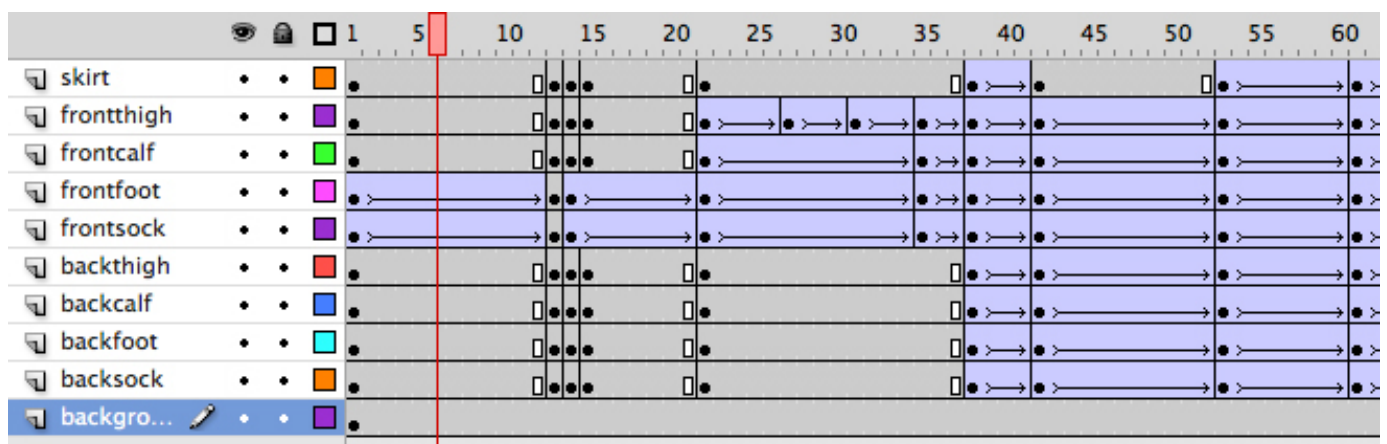 1 5 10 15 20 25 30 35 40 45 50 55 60
skirt
frontthigh
frontcalf
frontfoot
frontsock
backthigh
backcalf
backfoot
backsock
backgro...